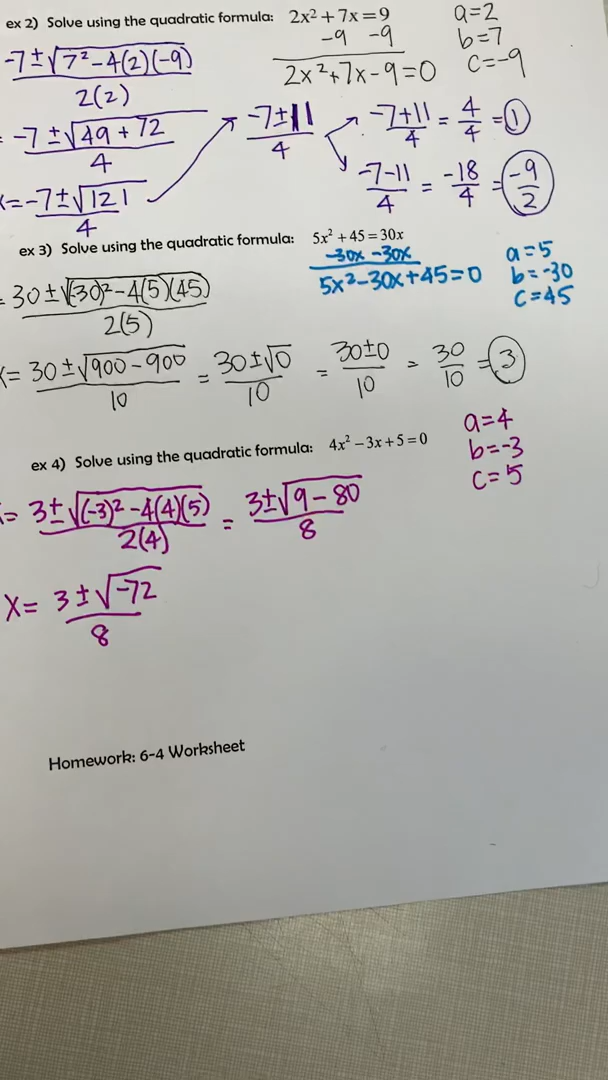 ex 2) Solve using the quadratic formula: 2x² + 7x = 9
-9 -9
2x²+7x-9=0
a=2
b=7
c=-9
-7±√7²-4(2)(-9)
2(2)
= -7±√49+72
4
x= -7±√121
4
-7±11
4
-7+11 = 4 = 1
4 4
-7-11 = -18 = -9
4 4 2
ex 3) Solve using the quadratic formula: 5x² + 45 = 30x
-30x -30x
5x²-30x+45=0
a=5
b=-30
c=45
= 30±√(-30)²-4(5)(45)
2(5)
x= 30±√900-900 = 30±√0 = 30±0 = 30 = 3
10 10 10 10
ex 4) Solve using the quadratic formula: 4x² - 3x + 5 = 0
a=4
b=-3
c=5
= 3±√(-3)²-4(4)(5) = 3±√9-80
2(4) 8
x= 3±√-72
8
Homework: 6-4 Worksheet